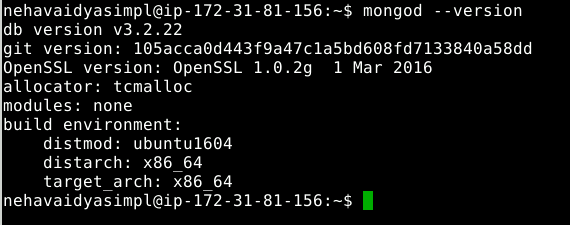 nehavaidyasimpl@ip-172-31-81-156:~$ mongod --version
db version v3.2.22
git version: 105acca0d443f9a47c1a5bd608fd7133840a58dd
OpenSSL version: OpenSSL 1.0.2g  1 Mar 2016
allocator: tcmalloc
modules: none
build environment:
    distmod: ubuntu1604
    distarch: x86_64
    target_arch: x86_64
nehavaidyasimpl@ip-172-31-81-156:~$